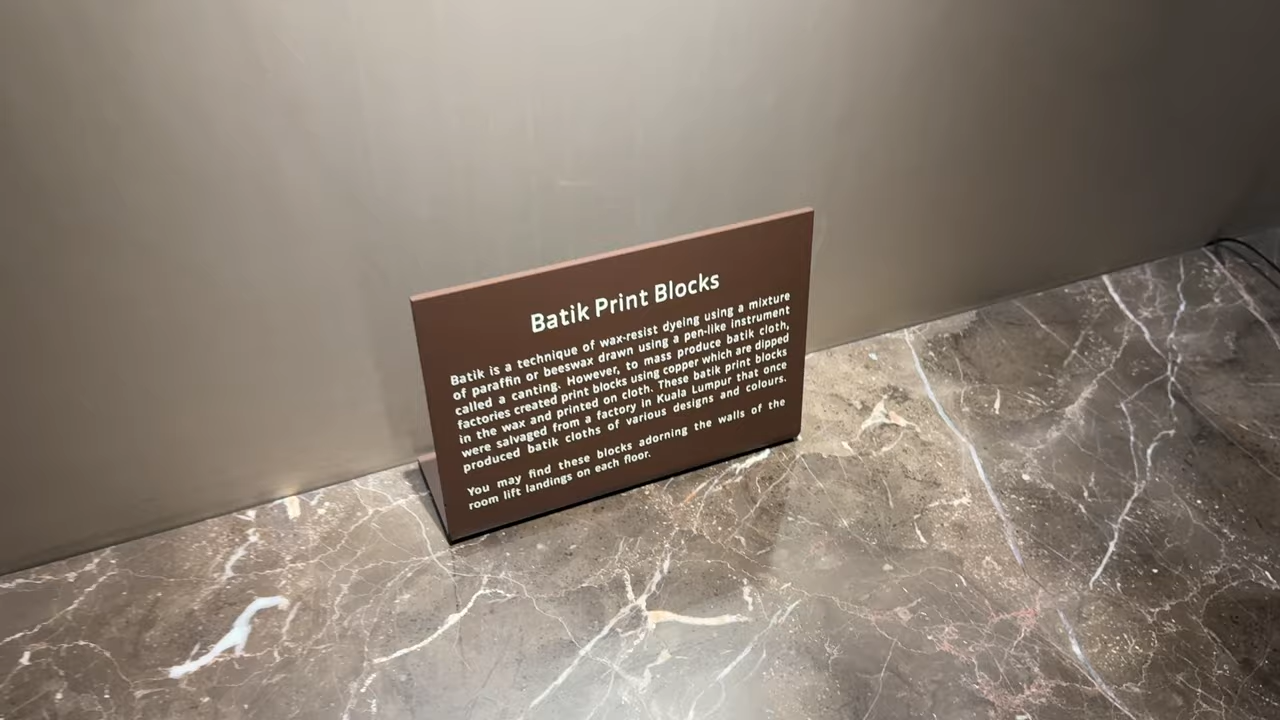 Batik Print Blocks
Batik is a technique of wax-resist dyeing using a mixture
of paraffin or beeswax drawn using a pen-like instrument
called a canting. However, to mass produce batik cloth,
factories created print blocks using copper which are dipped
in the wax and printed on cloth. These batik print blocks
were salvaged from a factory in Kuala Lumpur that once
produced batik cloths of various designs and colours.
You may find these blocks adorning the walls of the
room lift landings on each floor.